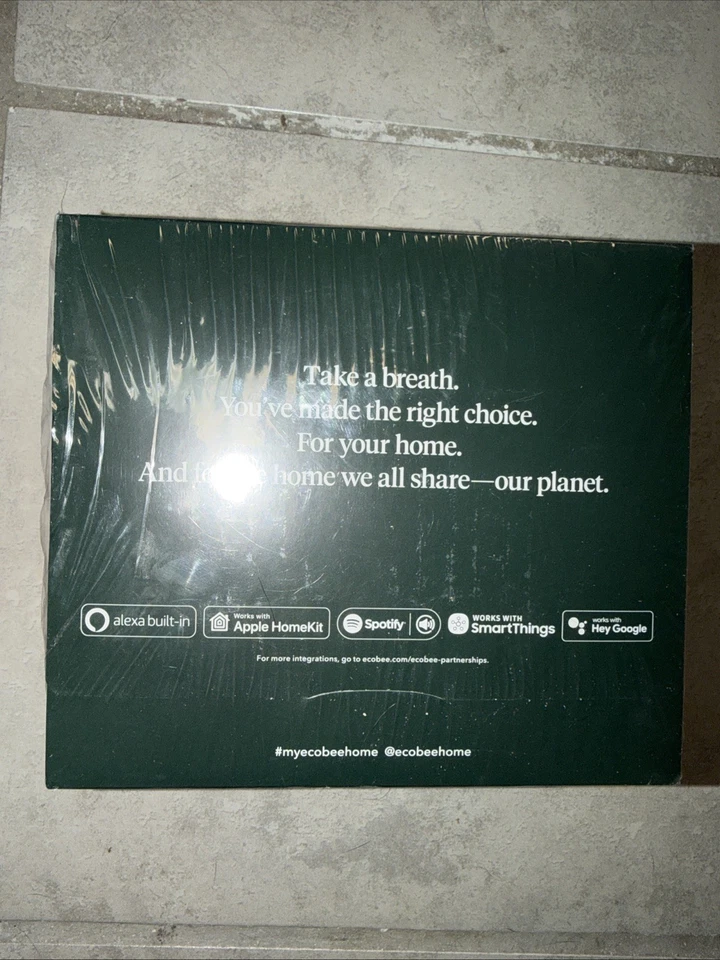 Take a breath.
You've made the right choice.
For your home.
And home we all share—our planet.
alexa built-in
Works with
Apple HomeKit
Spotify
WORKS WITH
SmartThings
works with
Hey Google
For more integrations, go to ecobee.com/ecobee-partnerships.
#myecobeehome @ecobeehome